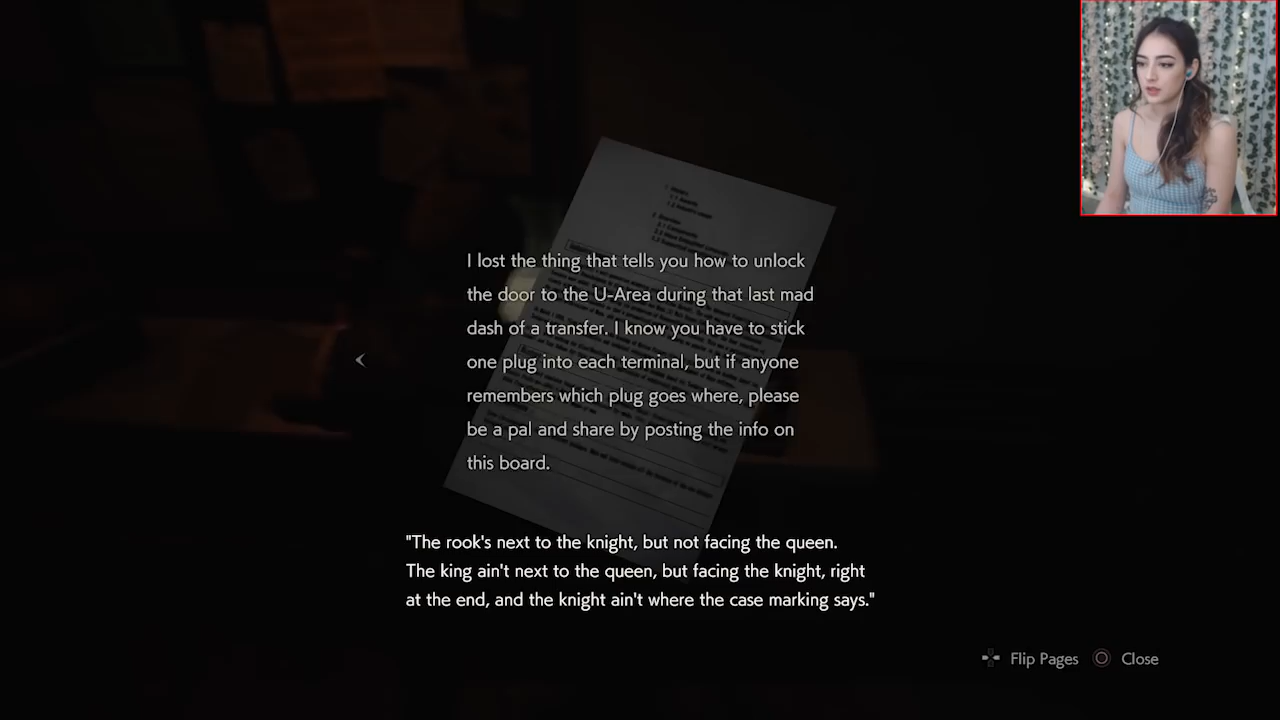 I lost the thing that tells you how to unlock
the door to the U-Area during that last mad
dash of a transfer. I know you have to stick
one plug into each terminal, but if anyone
remembers which plug goes where, please
be a pal and share by posting the info on
this board.
"The rook's next to the knight, but not facing the queen.
The king ain't next to the queen, but facing the knight, right
at the end, and the knight ain't where the case marking says."
Flip Pages
Close